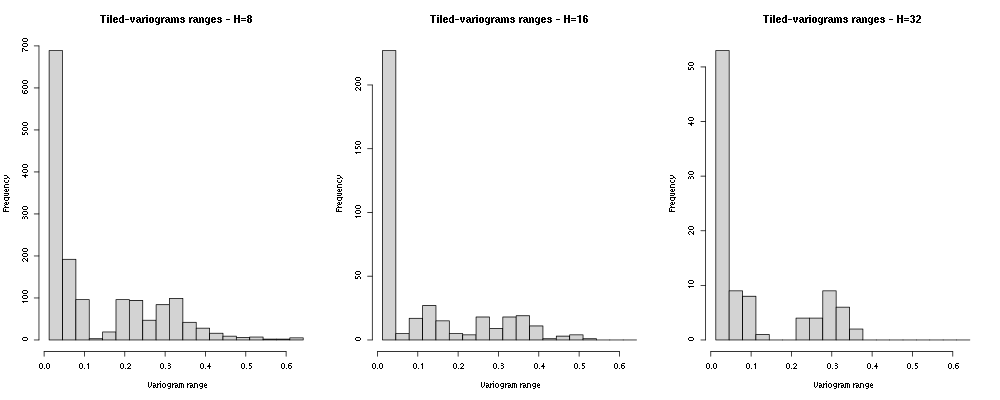 Tiled-variograms ranges - H=8
700
600
500
400
300
200
100
0
Frequency
0.0 0.1 0.2 0.3 0.4 0.5 0.6
Variogram range
Tiled-variograms ranges - H=16
200
150
100
50
0
Frequency
0.0 0.1 0.2 0.3 0.4 0.5 0.6
Variogram range
Tiled-variograms ranges - H=32
50
40
30
20
10
0
Frequency
0.0 0.1 0.2 0.3 0.4 0.5 0.6
Variogram range